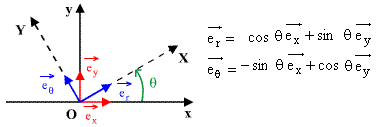 y
Y
X
e_y
e_θ
e_r
θ
O
e_x
x
e_r = cos θ e_x + sin θ e_y
e_θ = -sin θ e_x + cos θ e_y